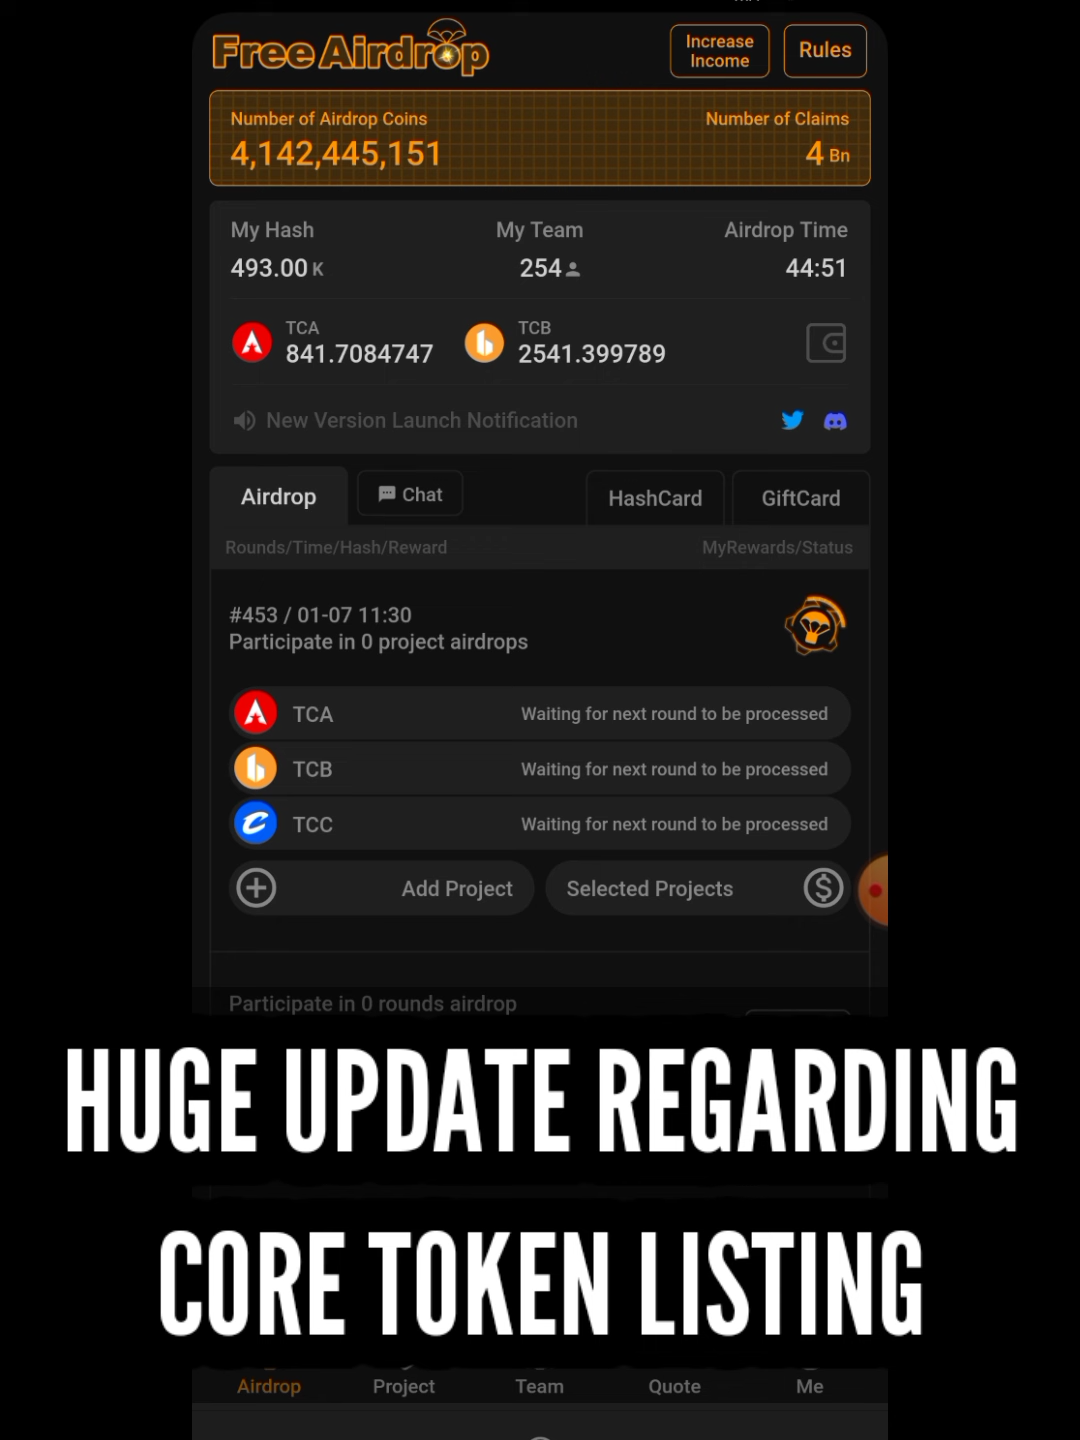 Free Airdrop
Increase
Income
Rules
Number of Airdrop Coins
Number of Claims
4,142,445,151
4 Bn
My Hash
My Team
Airdrop Time
493.00 K
254
44:51
TCA
841.7084747
TCB
2541.399789
New Version Launch Notification
Airdrop
Chat
HashCard
GiftCard
Rounds/Time/Hash/Reward
MyRewards/Status
#453 / 01-07 11:30
Participate in 0 project airdrops
TCA
Waiting for next round to be processed
TCB
Waiting for next round to be processed
TCC
Waiting for next round to be processed
Add Project
Selected Projects
Participate in 0 rounds airdrop
HUGE UPDATE REGARDING
CORE TOKEN LISTING
Airdrop
Project
Team
Quote
Me